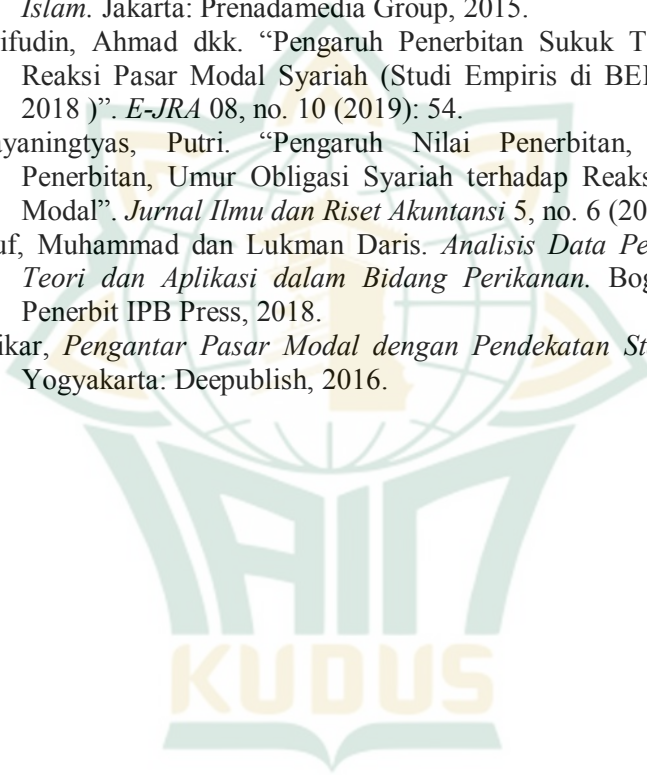 Islam. Jakarta: Prenadamedia Group, 2015.
ifudin, Ahmad dkk. “Pengaruh Penerbitan Sukuk T
Reaksi Pasar Modal Syariah (Studi Empiris di BEI
2018 )”. E-JRA 08, no. 10 (2019): 54.
yaningtyas, Putri. “Pengaruh Nilai Penerbitan,
Penerbitan, Umur Obligasi Syariah terhadap Reaks
Modal”. Jurnal Ilmu dan Riset Akuntansi 5, no. 6 (20
uf, Muhammad dan Lukman Daris. Analisis Data Pe
Teori dan Aplikasi dalam Bidang Perikanan. Bog
Penerbit IPB Press, 2018.
ikar, Pengantar Pasar Modal dengan Pendekatan St
Yogyakarta: Deepublish, 2016.
IAIN
KUDUS